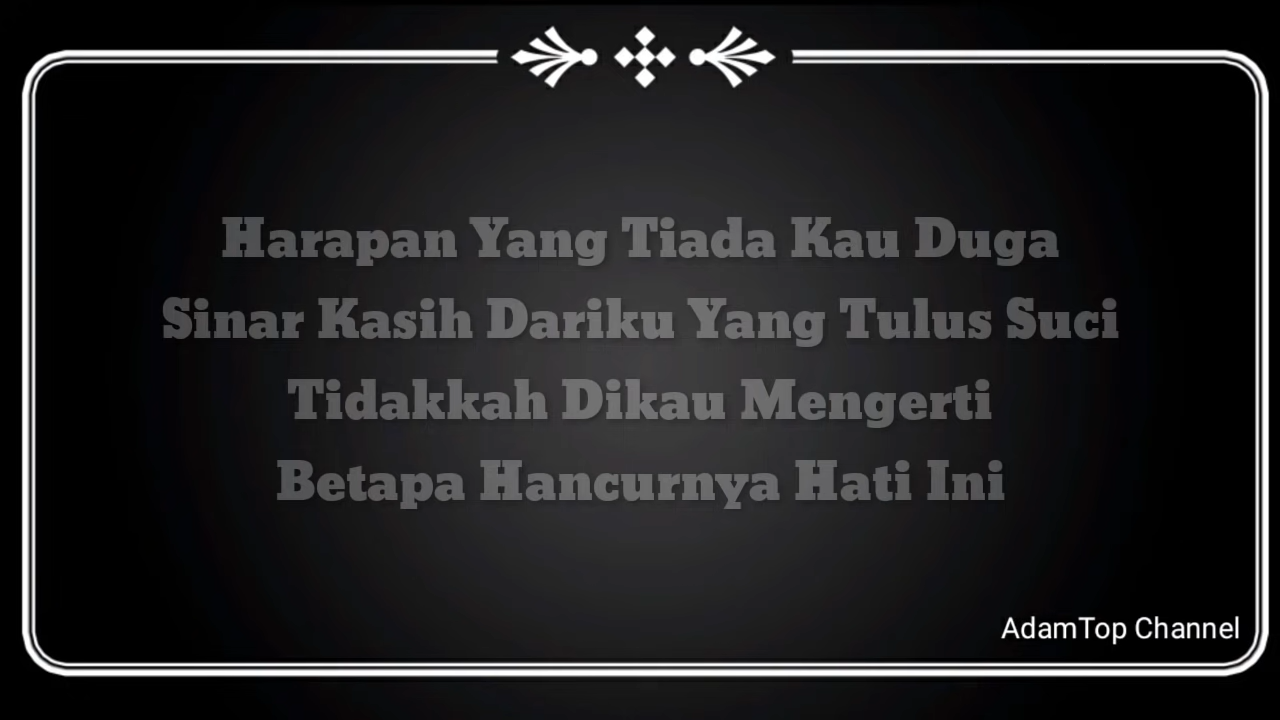 Harapan Yang Tiada Kau Duga
Sinar Kasih Dariku Yang Tulus Suci
Tidakkah Dikau Mengerti
Betapa Hancurnya Hati Ini
AdamTop Channel